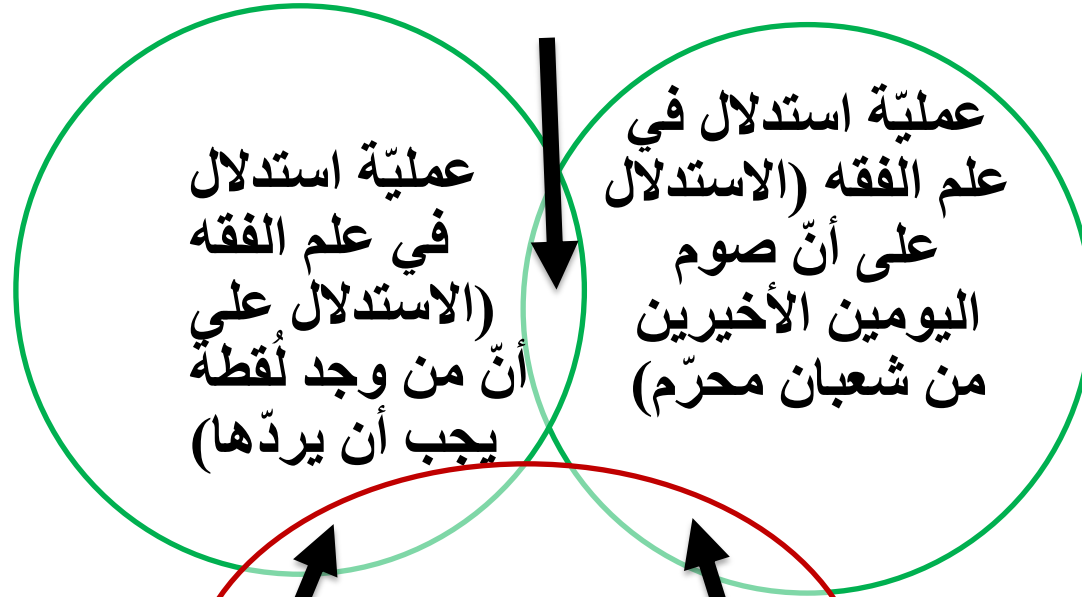 عمليّة استدلال في
علم الفقه (الاستدلال
على أنّ صوم
اليومين الأخيرين
من شعبان محرّم)
عمليّة استدلال
في علم الفقه
(الاستدلال على
أنّ من وجد لُقطة
يجب أن يردّها)